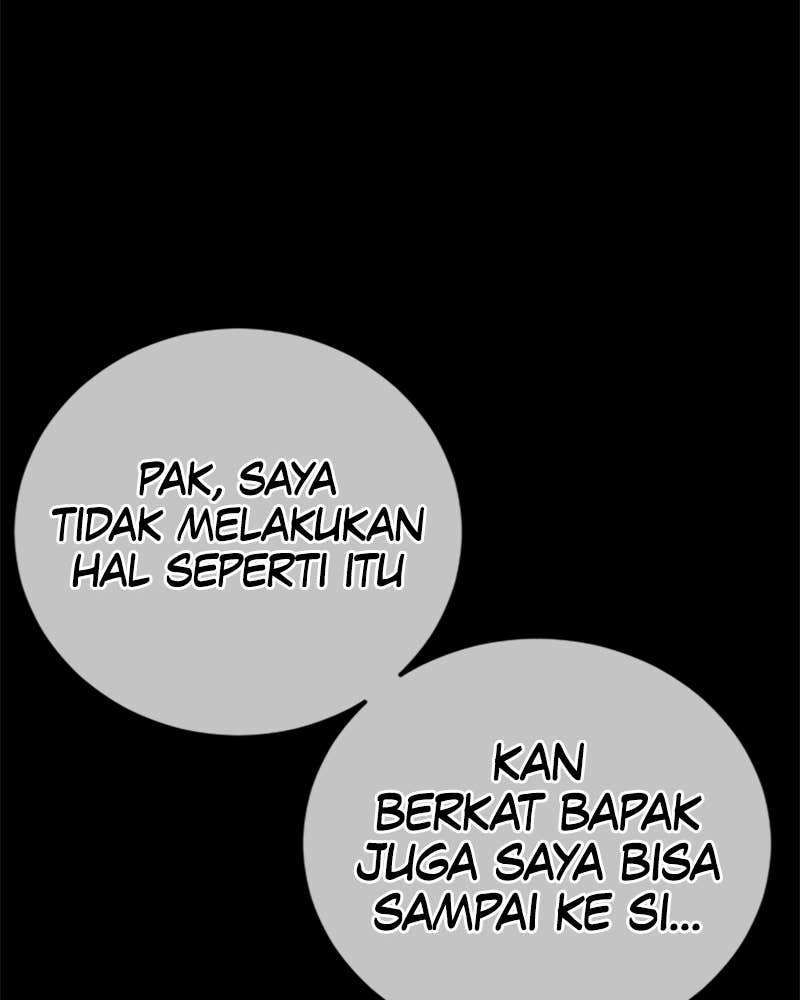 PAK, SAYA
TIDAK MELAKUKAN
HAL SEPERTI ITU
KAN
BERKAT BAPAK
JUGA SAYA BISA
SAMPAI KE SI...